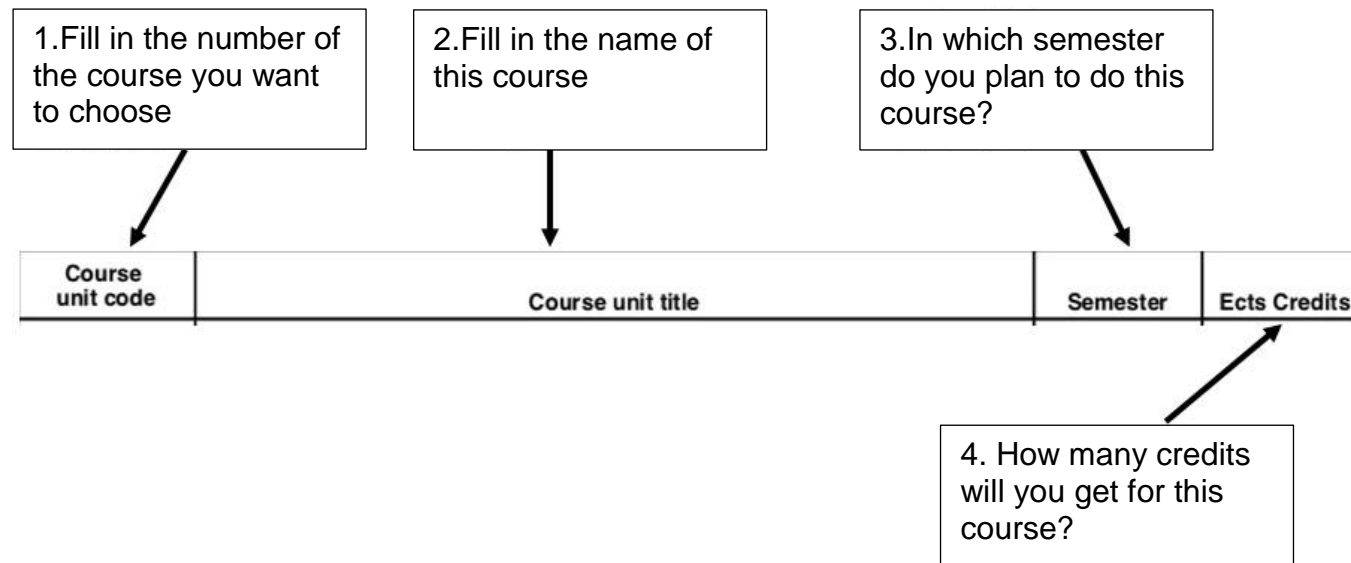 1.Fill in the number of
the course you want
to choose
2.Fill in the name of
this course
3.In which semester
do you plan to do this
course?
Course
unit code
Course unit title
Semester
Ects Credits
4. How many credits
will you get for this
course?